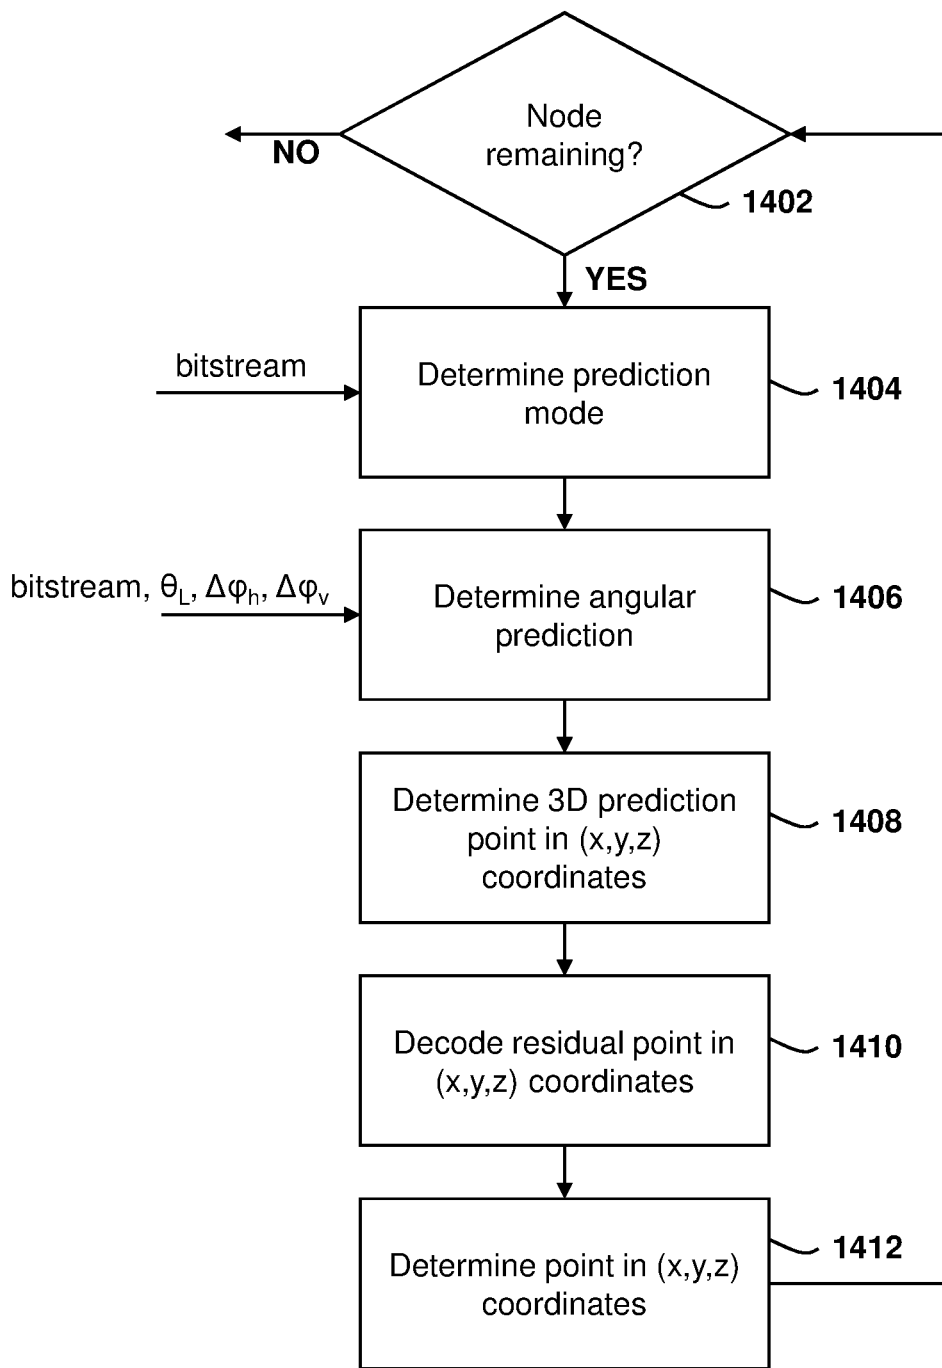 Node
remaining?
NO
1402
YES
bitstream
Determine prediction
mode
1404
bitstream, θL, Δφh, Δφv
Determine angular
prediction
1406
Determine 3D prediction
point in (x,y,z)
coordinates
1408
Decode residual point in
(x,y,z) coordinates
1410
Determine point in (x,y,z)
coordinates
1412